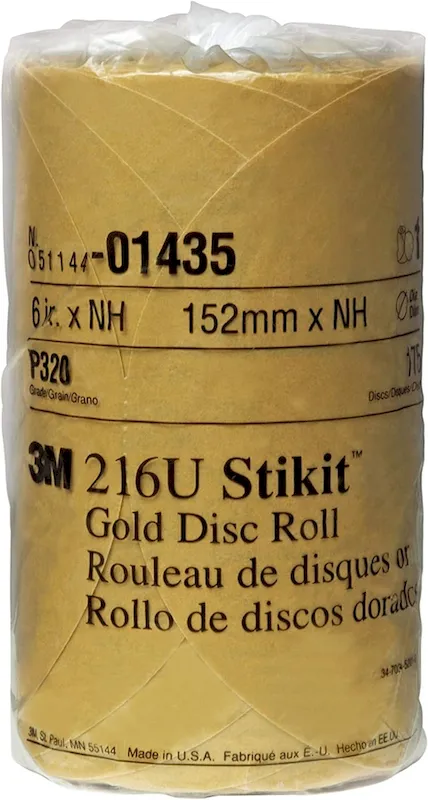 N.
051144-01435
1
6 in. x NH 152mm x NH
P320
Grade/Grain/Grano
175
3M 216U Stikit™
Gold Disc Roll
Rouleau de disques or
Rollo de discos dorados
3M, St. Paul, MN 55144 Made in U.S.A. Fabriqué aux É.-U. Hecho en EE.UU.